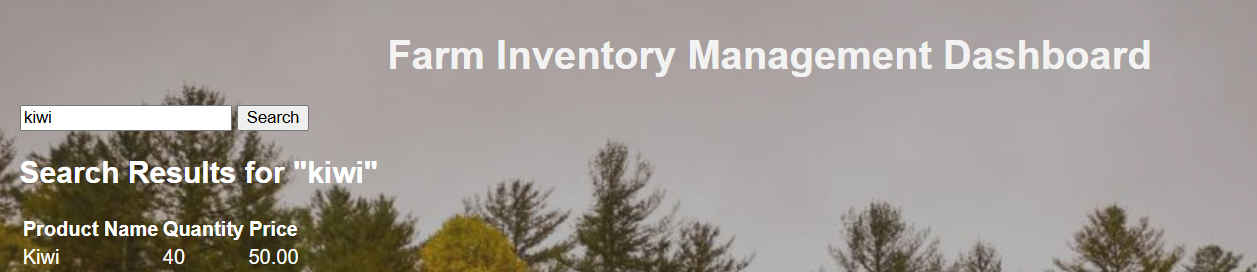 Farm Inventory Management Dashboard
kiwi Search
Search Results for "kiwi"
Product Name Quantity Price
Kiwi 40 50.00